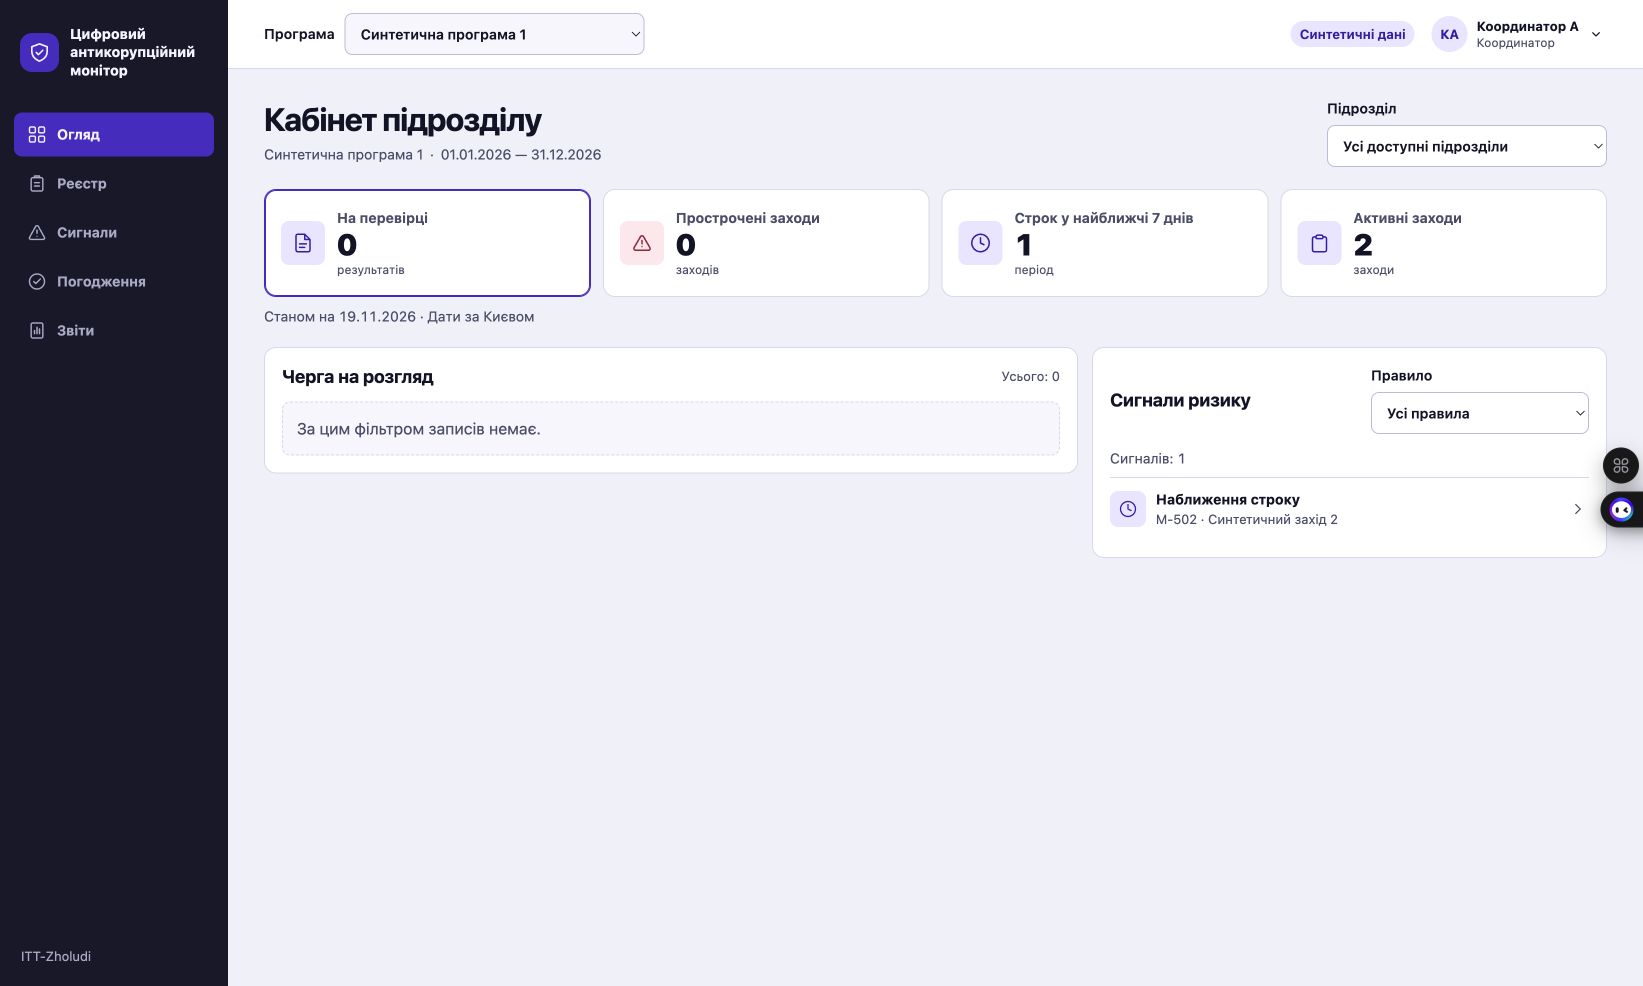 Цифровий
антикорупційний
монітор
Огляд
Реєстр
Сигнали
Погодження
Звіти
ITT-Zholudi
Програма
Синтетична програма 1
Синтетичні дані
КА
Координатор А
Координатор
Кабінет підрозділу
Синтетична програма 1 · 01.01.2026 — 31.12.2026
Підрозділ
Усі доступні підрозділи
На перевірці
0
результатів
Прострочені заходи
0
заходів
Строк у найближчі 7 днів
1
період
Активні заходи
2
заходи
Станом на 19.11.2026 · Дати за Києвом
Черга на розгляд
Усього: 0
За цим фільтром записів немає.
Сигнали ризику
Правило
Усі правила
Сигналів: 1
Наближення строку
М-502 · Синтетичний захід 2